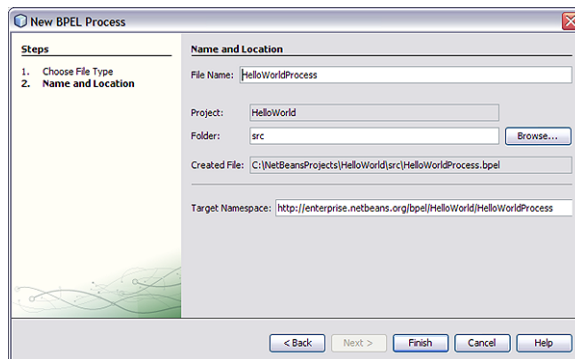 New BPEL Process
Steps
1. Choose File Type
2. Name and Location
Name and Location
File Name: HelloWorldProcess
Project: HelloWorld
Folder: src Browse...
Created File: C:\NetBeansProjects\HelloWorld\src\HelloWorldProcess.bpel
Target Namespace: http://enterprise.netbeans.org/bpel/HelloWorld/HelloWorldProcess
< Back Next > Finish Cancel Help